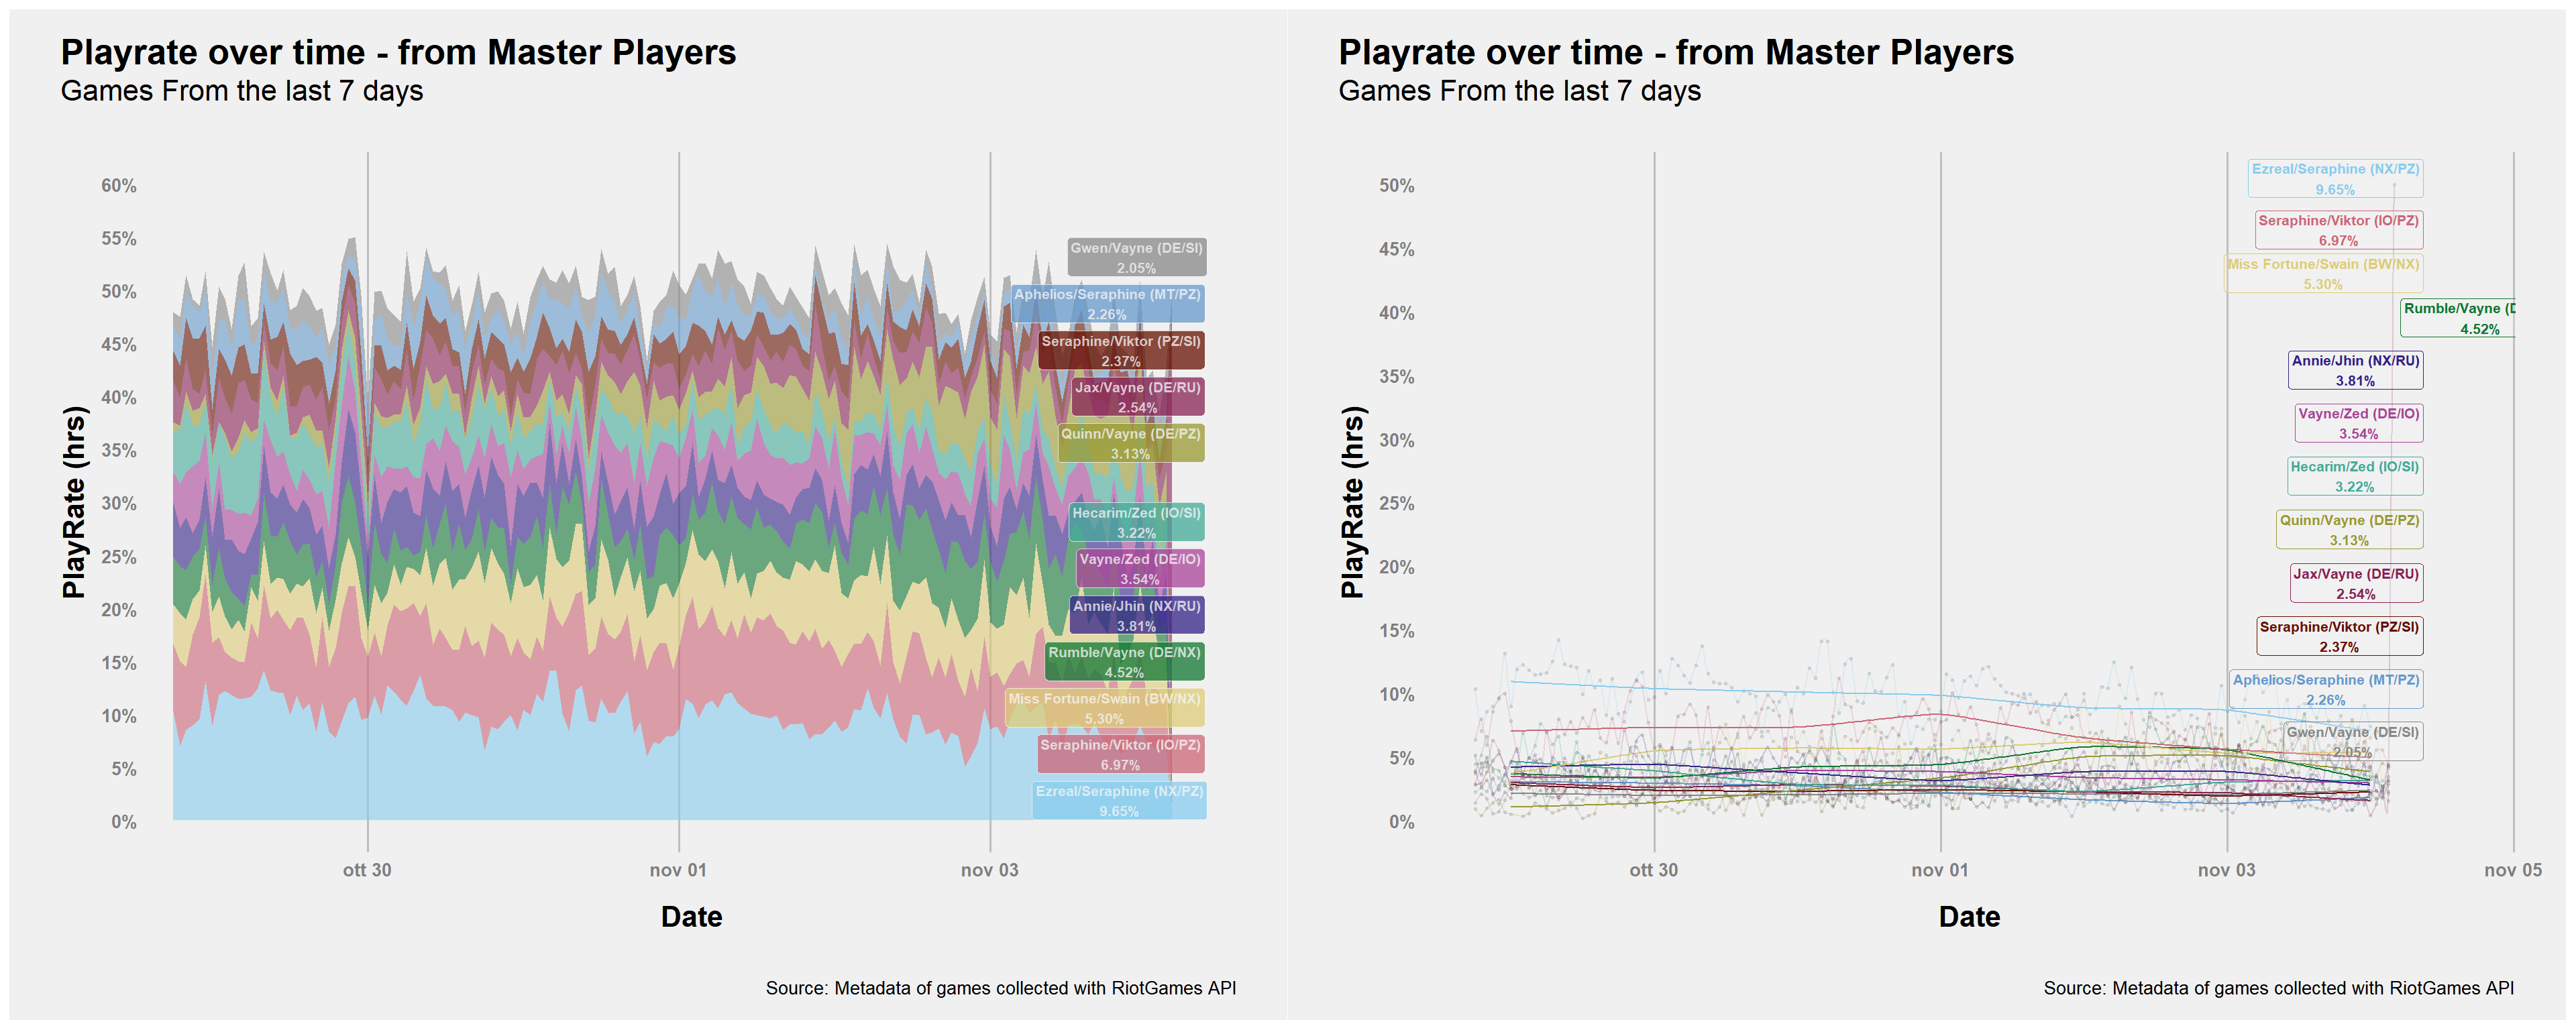 Playrate over time - from Master Players
Games From the last 7 days
PlayRate (hrs)
60%
55%
50%
45%
40%
35%
30%
25%
20%
15%
10%
5%
0%
Gwen/Vayne (DE/SI)
2.05%
Aphelios/Seraphine (MT/PZ)
2.26%
Seraphine/Viktor (PZ/SI)
2.37%
Jax/Vayne (DE/RU)
2.54%
Quinn/Vayne (DE/PZ)
3.13%
Hecarim/Zed (IO/SI)
3.22%
Vayne/Zed (DE/IO)
3.54%
Annie/Jhin (NX/RU)
3.81%
Rumble/Vayne (DE/NX)
4.52%
Miss Fortune/Swain (BW/NX)
5.30%
Seraphine/Viktor (IO/PZ)
6.97%
Ezreal/Seraphine (NX/PZ)
9.65%
ott 30
nov 01
nov 03
Date
Source: Metadata of games collected with RiotGames API
Playrate over time - from Master Players
Games From the last 7 days
PlayRate (hrs)
50%
45%
40%
35%
30%
25%
20%
15%
10%
5%
0%
Ezreal/Seraphine (NX/PZ)
9.65%
Seraphine/Viktor (IO/PZ)
6.97%
Miss Fortune/Swain (BW/NX)
5.30%
Rumble/Vayne (D
4.52%
Annie/Jhin (NX/RU)
3.81%
Vayne/Zed (DE/IO)
3.54%
Hecarim/Zed (IO/SI)
3.22%
Quinn/Vayne (DE/PZ)
3.13%
Jax/Vayne (DE/RU)
2.54%
Seraphine/Viktor (PZ/SI)
2.37%
Aphelios/Seraphine (MT/PZ)
2.26%
Gwen/Vayne (DE/SI)
2.05%
ott 30
nov 01
nov 03
nov 05
Date
Source: Metadata of games collected with RiotGames API